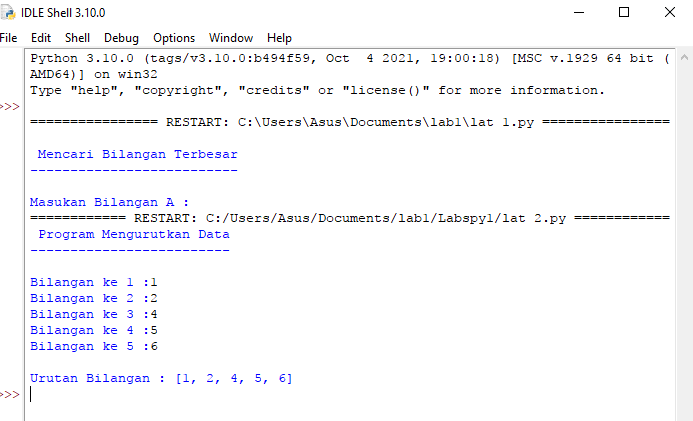 IDLE Shell 3.10.0
File Edit Shell Debug Options Window Help
Python 3.10.0 (tags/v3.10.0:b494f59, Oct  4 2021, 19:00:18) [MSC v.1929 64 bit (
AMD64)] on win32
Type "help", "copyright", "credits" or "license()" for more information.
>>>
================ RESTART: C:\Users\Asus\Documents\lab1\lat 1.py ================
Mencari Bilangan Terbesar
--------------------------
Masukan Bilangan A :
============ RESTART: C:/Users/Asus/Documents/lab1/Labspy1/lat 2.py ============
Program Mengurutkan Data
-------------------------
Bilangan ke 1 :1
Bilangan ke 2 :2
Bilangan ke 3 :4
Bilangan ke 4 :5
Bilangan ke 5 :6
Urutan Bilangan : [1, 2, 4, 5, 6]
>>>